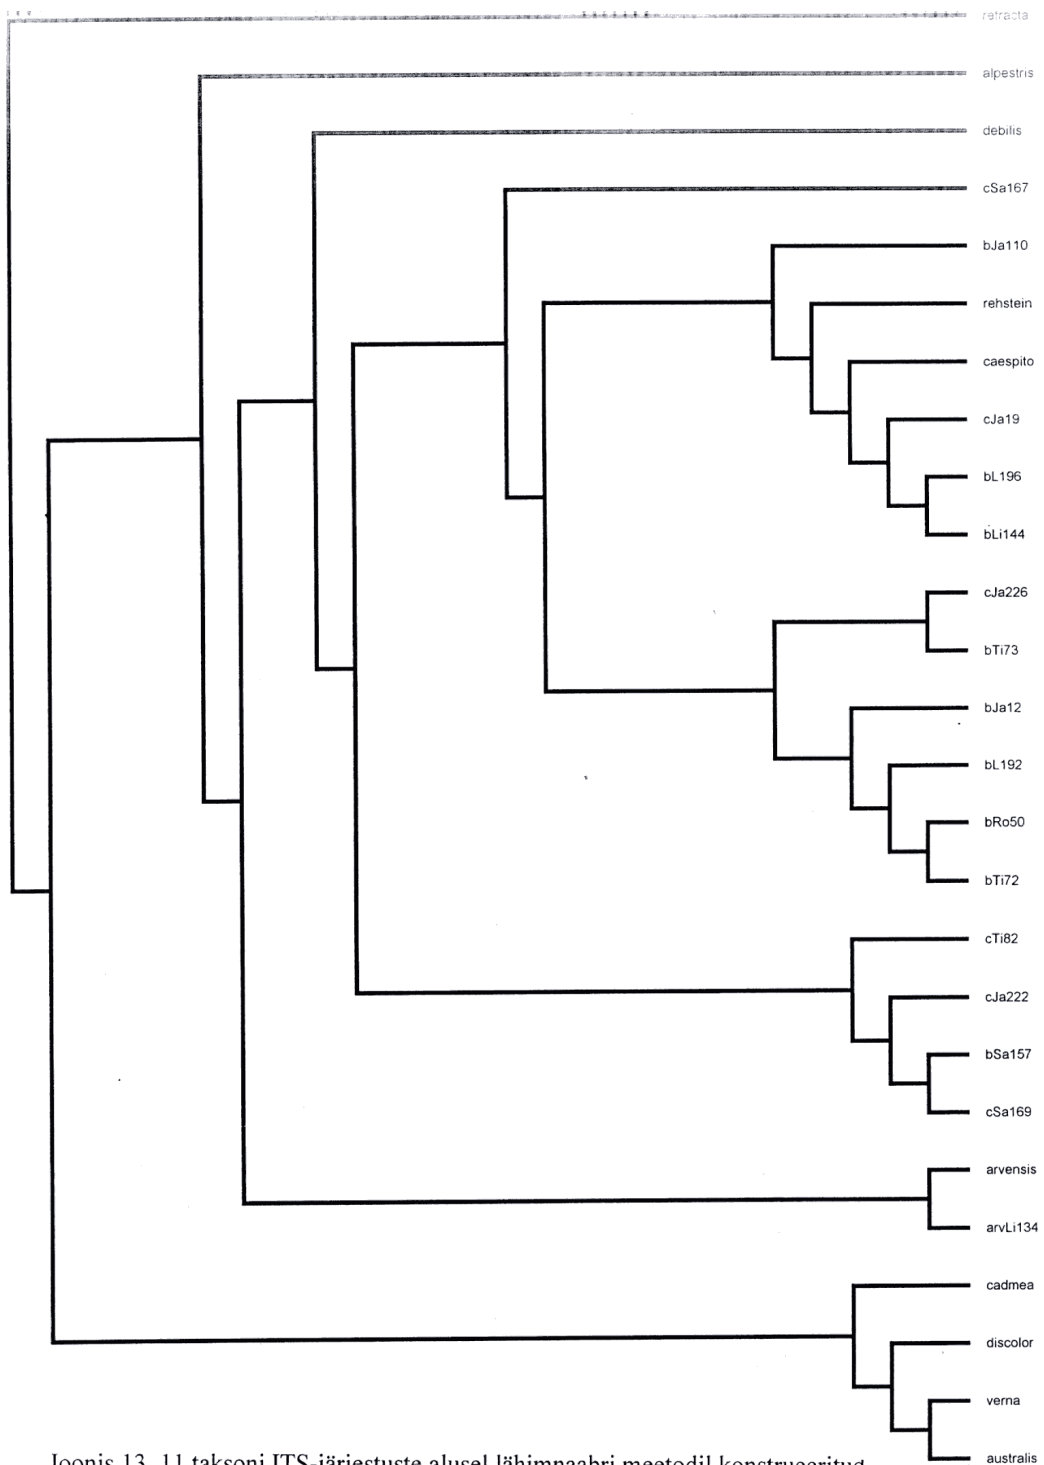 refracta
alpestris
debilis
cSa167
bJa110
rehstein
caespito
cJa19
bL196
bLi144
cJa226
bTi73
bJa12
bL192
bRo50
bTi72
cTi82
cJa222
bSa157
cSa169
arvensis
arvLi134
cadmea
discolor
verna
australis
Joonis 13. 11 taksoni ITS-järjestuste alusel lähimnaabri meetodil konstrueeritud